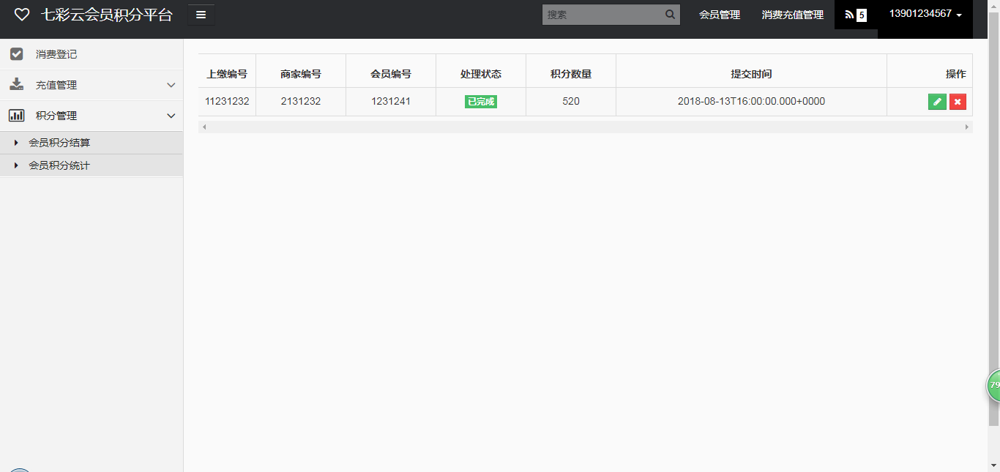 七彩云会员积分平台
搜索
会员管理
消费充值管理
5
13901234567
消费登记
充值管理
积分管理
会员积分结算
会员积分统计
上缴编号 商家编号 会员编号 处理状态 积分数量 提交时间 操作
11231232 2131232 1231241 已完成 520 2018-08-13T16:00:00.000+0000
79